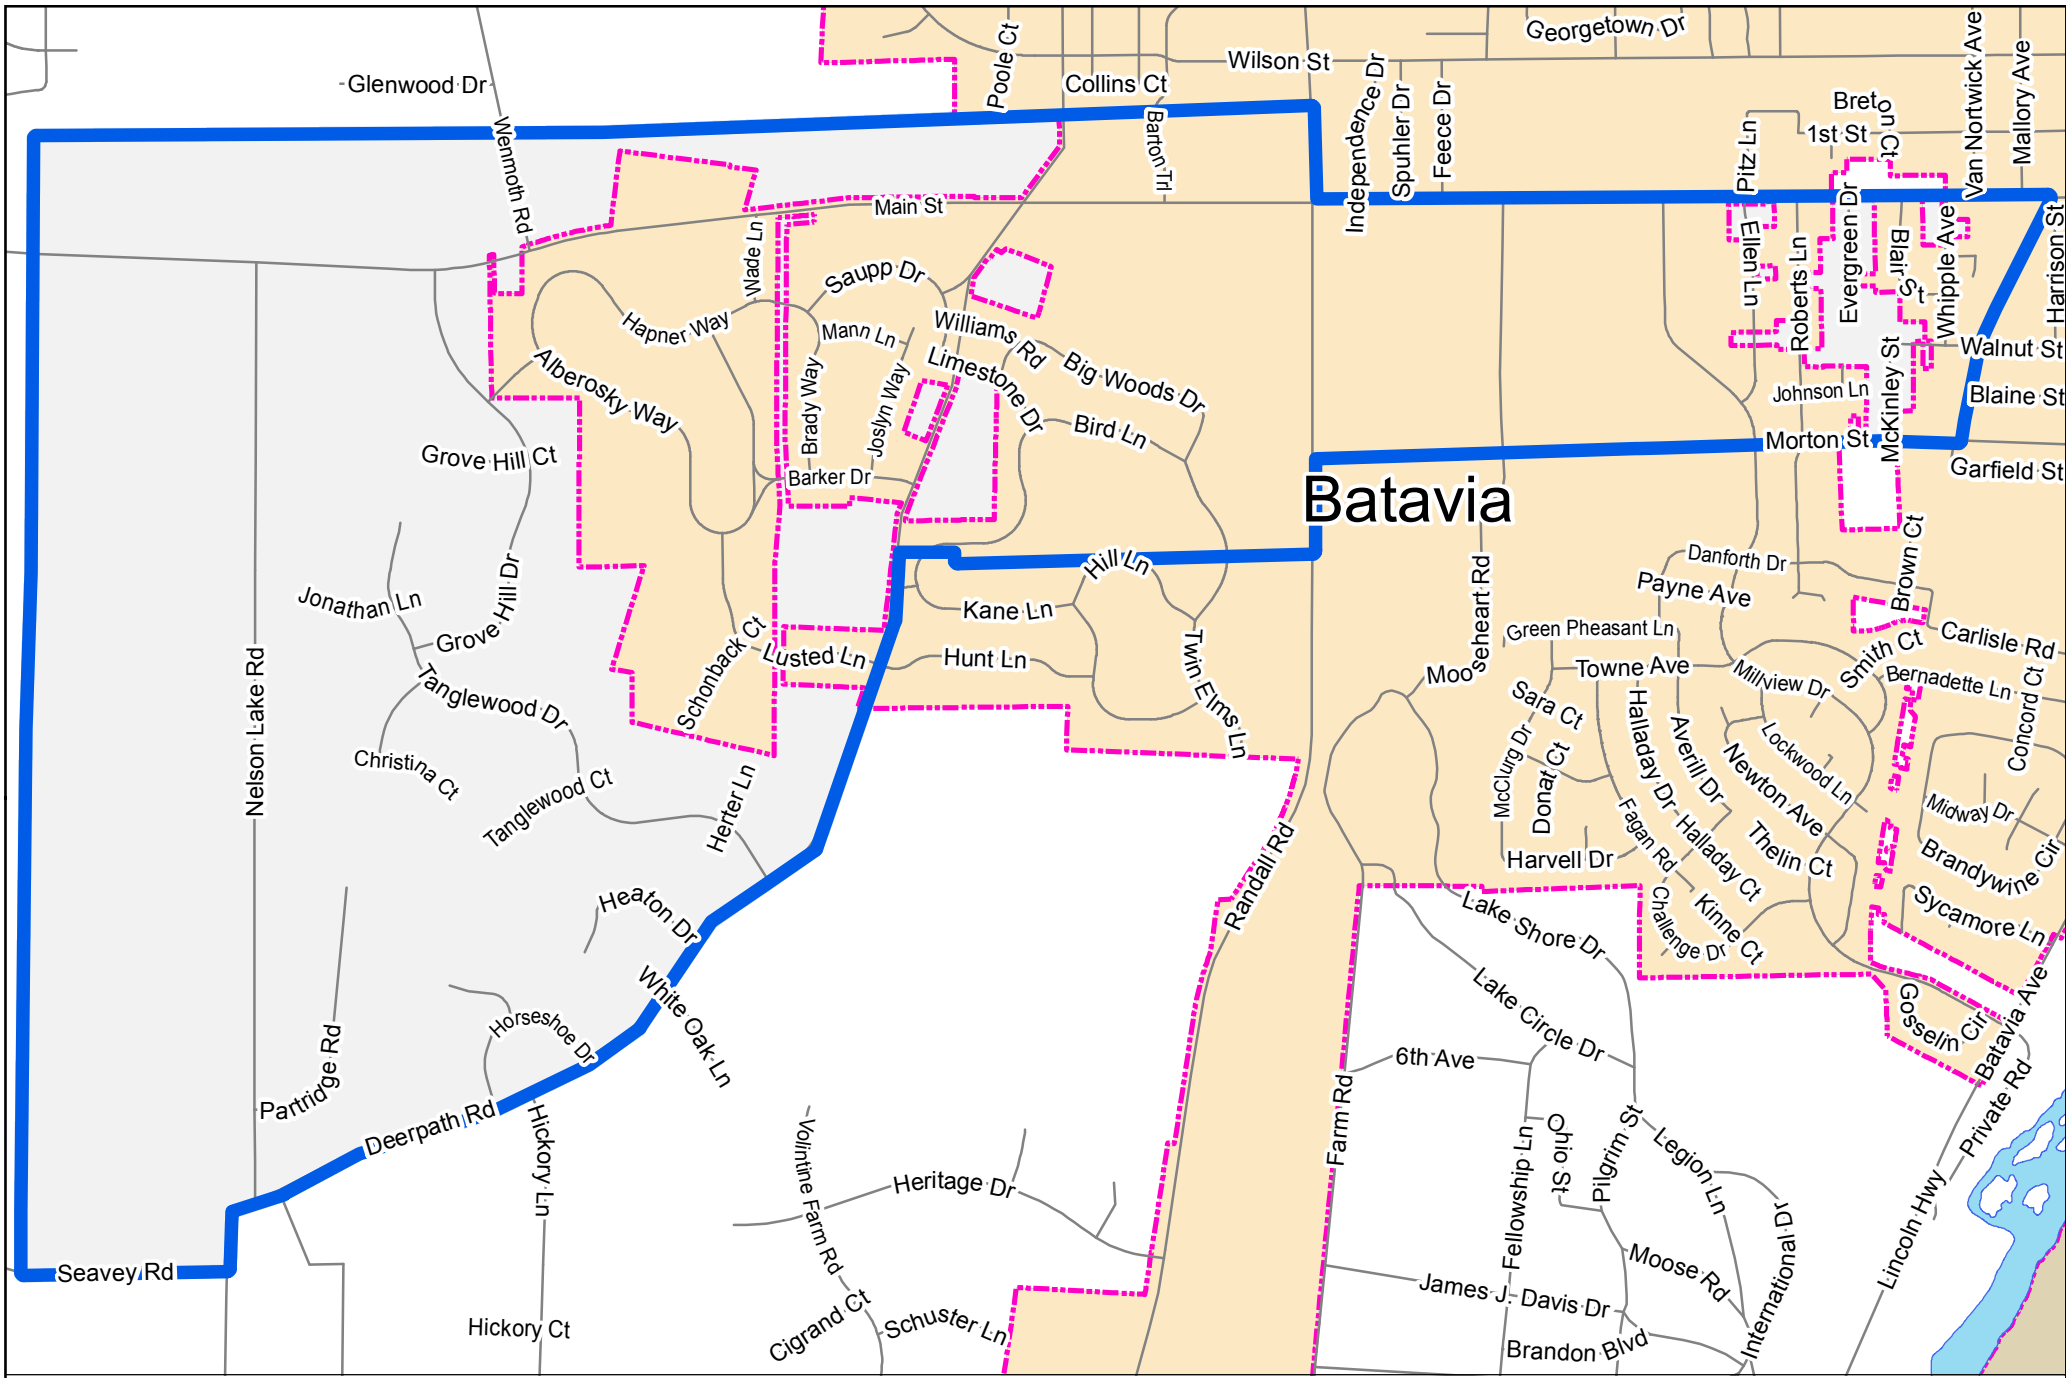 Georgetown Dr
Poole Ct
Wilson St
Collins Ct
Glenwood Dr
Independence Dr
Spuhler Dr
Feece Dr
Van Nortwick Ave
Mallory Ave
Breton Ct
1st St
Pitz Ln
Wenmoth Rd
Barton Trl
Main St
Harrison St
Wade Ln
Saupp Dr
Ellen Ln
Roberts Ln
Evergreen Dr
Blair St
Whipple Ave
Hapner Way
Mann Ln
Williams Rd
Limestone Dr
Big Woods Dr
Walnut St
McKinley St
Alberosky Way
Brady Way
Joslyn Way
Johnson Ln
Blaine St
Bird Ln
Morton St
Garfield St
Grove Hill Ct
Barker Dr
Batavia
Brown Ct
Danforth Dr
Hill Ln
Payne Ave
Mooseheart Rd
Jonathan Ln
Grove Hill Dr
Kane Ln
Green Pheasant Ln
Carlisle Rd
Smith Ct
Schonback Ct
Lusted Ln
Hunt Ln
Twin Elms Ln
Towne Ave
Millview Dr
Bernadette Ln
Concord Ct
Nelson Lake Rd
Tanglewood Dr
Sara Ct
Halladay Dr
Averill Dr
Lockwood Ln
Newton Ave
McClurg Dr
Donat Ct
Christina Ct
Tanglewood Ct
Herter Ln
Midway Dr
Fagan Rd
Halladay Ct
Thelin Ct
Harvell Dr
Brandywine Cir
Randall Rd
Heaton Dr
Lake Shore Dr
Challenge Dr
Kinne Ct
Sycamore Ln
White Oak Ln
Lake Circle Dr
Gosselin Cir
Batavia Ave
Horseshoe Dr
6th Ave
Private Rd
Partridge Rd
Deerpath Rd
Hickory Ln
Volintine Farm Rd
Farm Rd
Fellowship Ln
Ohio St
Pilgrim St
Legion Ln
Heritage Dr
Lincoln Hwy
International Dr
Moose Rd
Seavey Rd
James J. Davis Dr
Hickory Ct
Cigrand Ct
Schuster Ln
Brandon Blvd